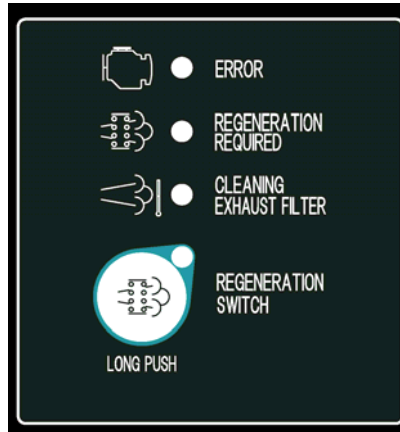 ERROR
REGENERATION
REQUIRED
CLEANING
EXHAUST FILTER
REGENERATION
SWITCH
LONG PUSH